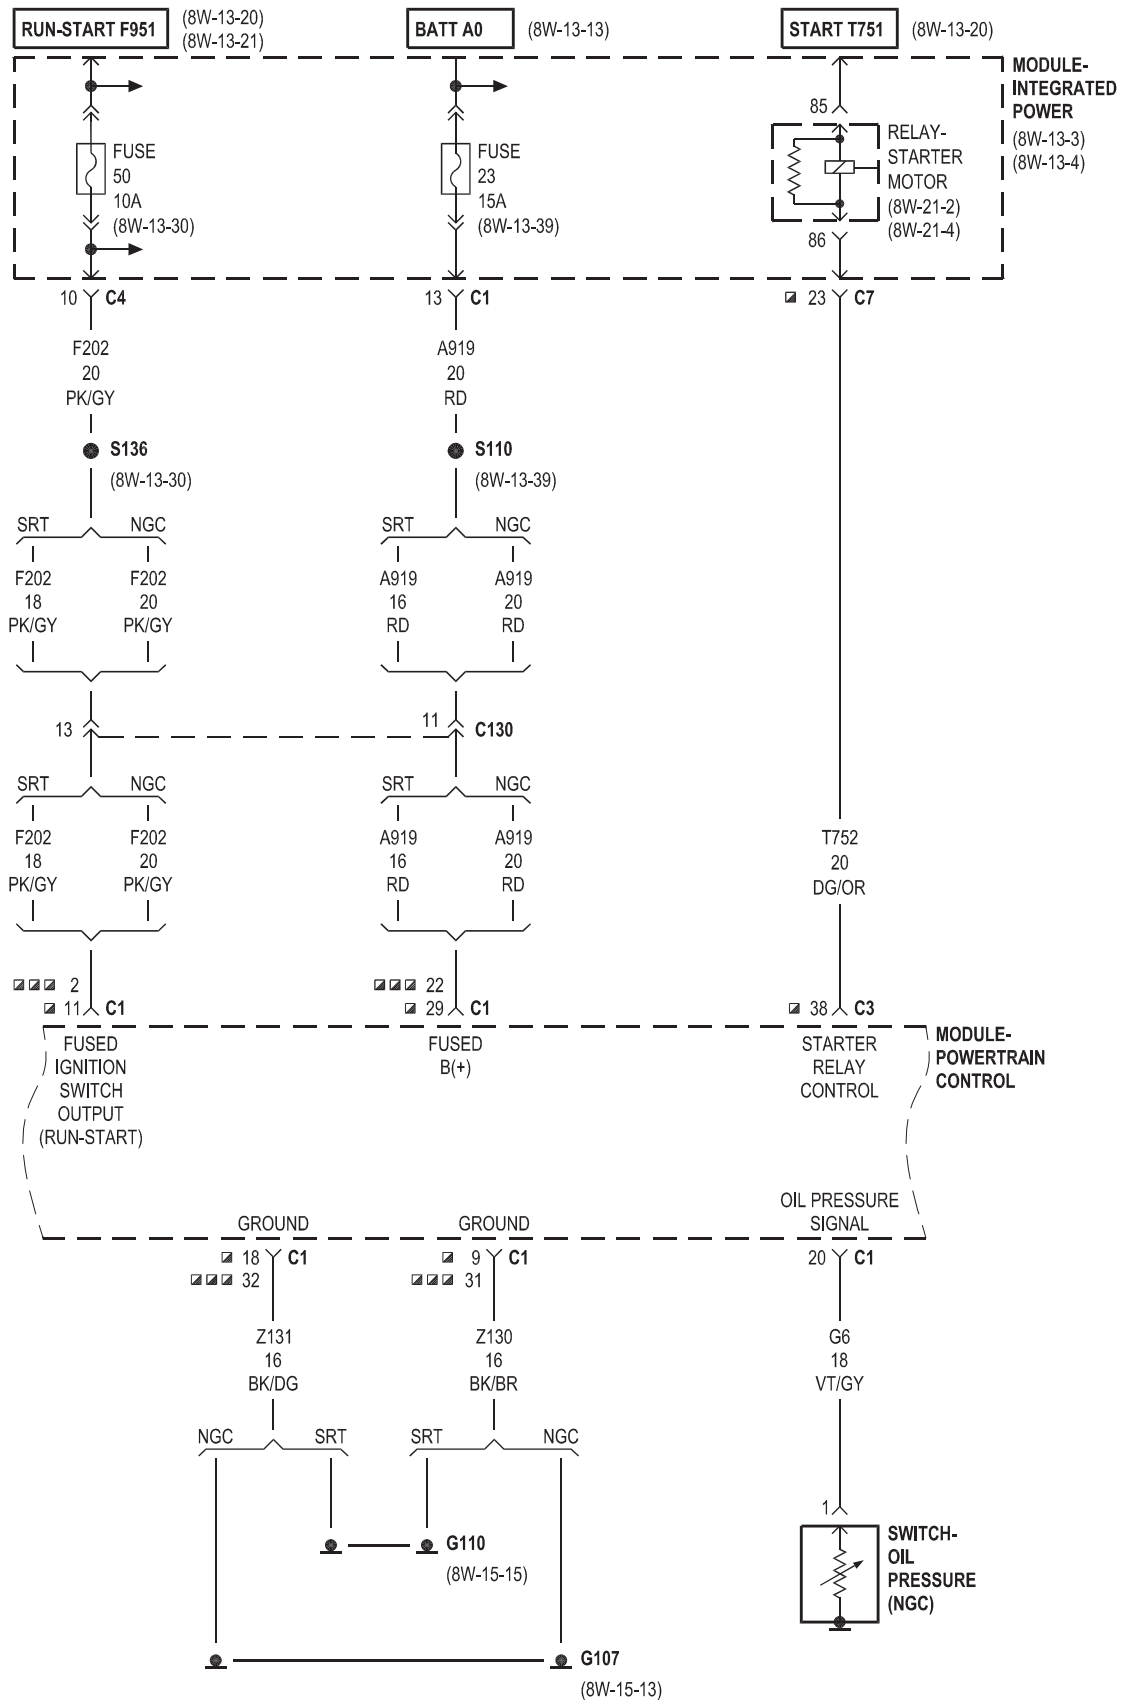 RUN-START F951
(8W-13-20)
(8W-13-21)
BATT A0
(8W-13-13)
START T751
(8W-13-20)
MODULE-
INTEGRATED
POWER
(8W-13-3)
(8W-13-4)
FUSE
50
10A
(8W-13-30)
FUSE
23
15A
(8W-13-39)
85
RELAY-
STARTER
MOTOR
(8W-21-2)
(8W-21-4)
86
10 C4
13 C1
23 C7
F202
20
PK/GY
A919
20
RD
S136
(8W-13-30)
S110
(8W-13-39)
SRT NGC
SRT NGC
F202
18
PK/GY
F202
20
PK/GY
A919
16
RD
A919
20
RD
13
11 C130
SRT NGC
SRT NGC
F202
18
PK/GY
F202
20
PK/GY
A919
16
RD
A919
20
RD
T752
20
DG/OR
2
11 C1
22
29 C1
38 C3
FUSED
IGNITION
SWITCH
OUTPUT
(RUN-START)
FUSED
B(+)
STARTER
RELAY
CONTROL
MODULE-
POWERTRAIN
CONTROL
GROUND
GROUND
OIL PRESSURE
SIGNAL
18 C1
32
9 C1
31
20 C1
Z131
16
BK/DG
Z130
16
BK/BR
G6
18
VT/GY
NGC SRT
SRT NGC
1
G110
(8W-15-15)
SWITCH-
OIL
PRESSURE
(NGC)
G107
(8W-15-13)